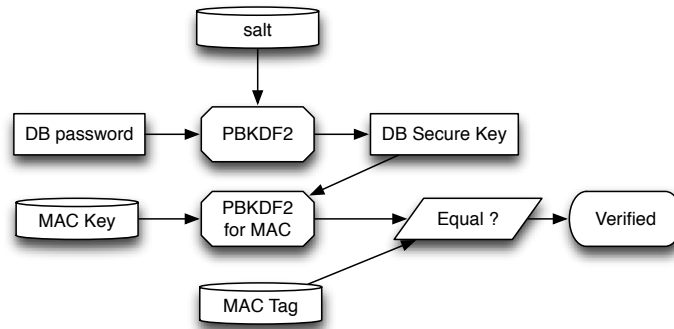 salt
DB password
PBKDF2
DB Secure Key
MAC Key
PBKDF2
for MAC
Equal ?
Verified
MAC Tag